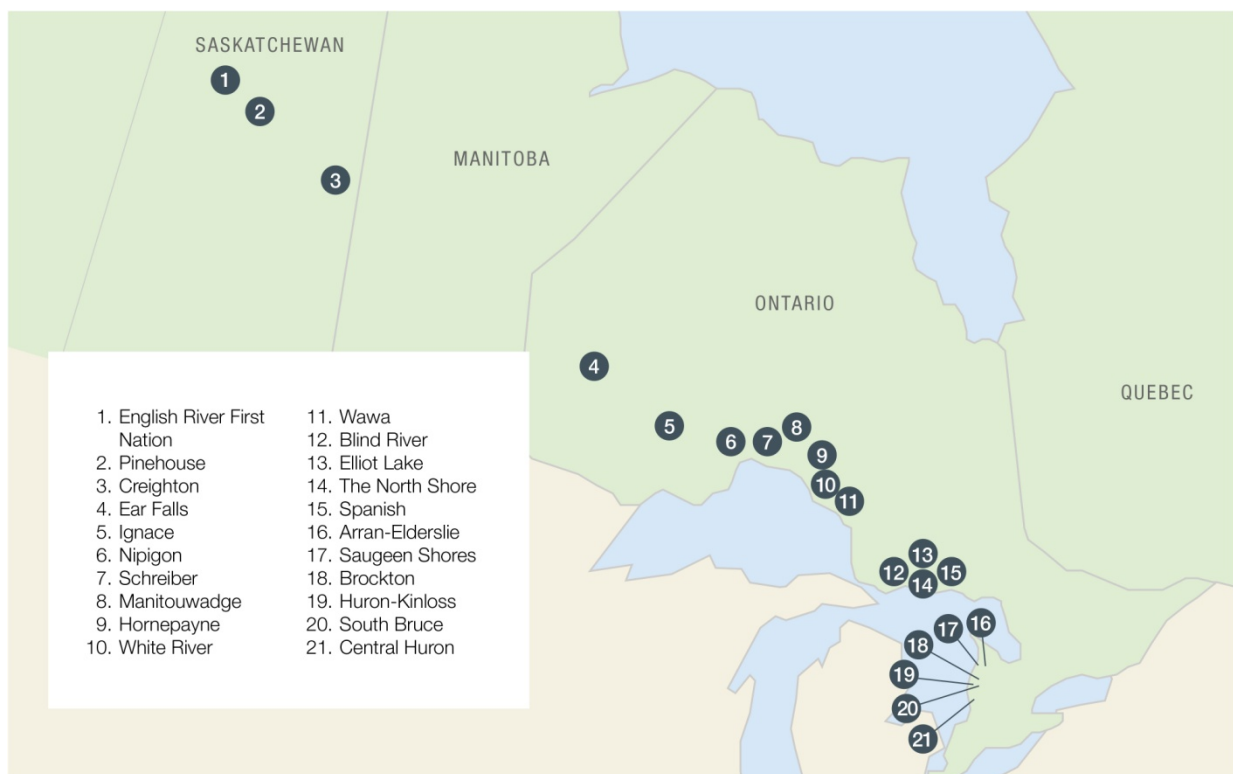 SASKATCHEWAN
1
2
3
MANITOBA
ONTARIO
QUEBEC
4
5
6
7
8
9
10
11
12
13
14
15
16
17
18
19
20
21
1. English River First
Nation
2. Pinehouse
3. Creighton
4. Ear Falls
5. Ignace
6. Nipigon
7. Schreiber
8. Manitouwadge
9. Hornepayne
10. White River
11. Wawa
12. Blind River
13. Elliot Lake
14. The North Shore
15. Spanish
16. Arran-Elderslie
17. Saugeen Shores
18. Brockton
19. Huron-Kinloss
20. South Bruce
21. Central Huron